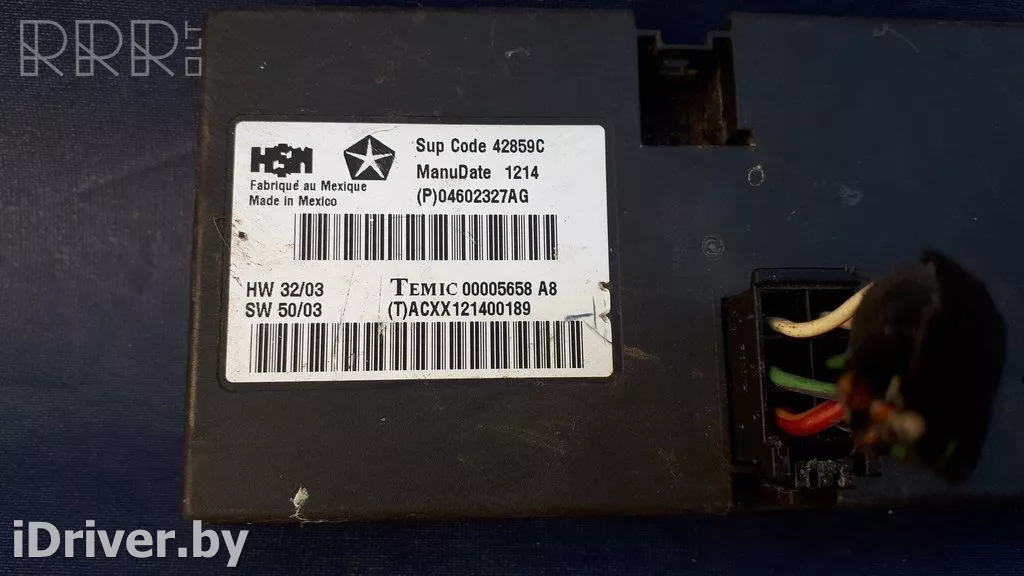 RRR.LT
HSM
Fabriqué au Mexique
Made in Mexico
Sup Code 42859C
ManuDate 1214
(P)04602327AG
HW 32/03
SW 50/03
TEMIC 00005658 A8
(T)ACXX121400189
iDriver.by